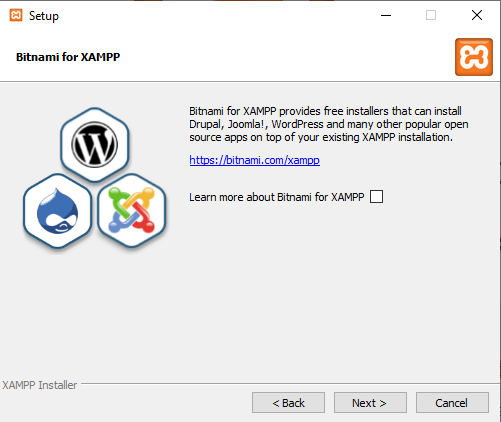 Setup
Bitnami for XAMPP
Bitnami for XAMPP provides free installers that can install
Drupal, Joomla!, WordPress and many other popular open
source apps on top of your existing XAMPP installation.
https://bitnami.com/xampp
Learn more about Bitnami for XAMPP
XAMPP Installer
< Back
Next >
Cancel